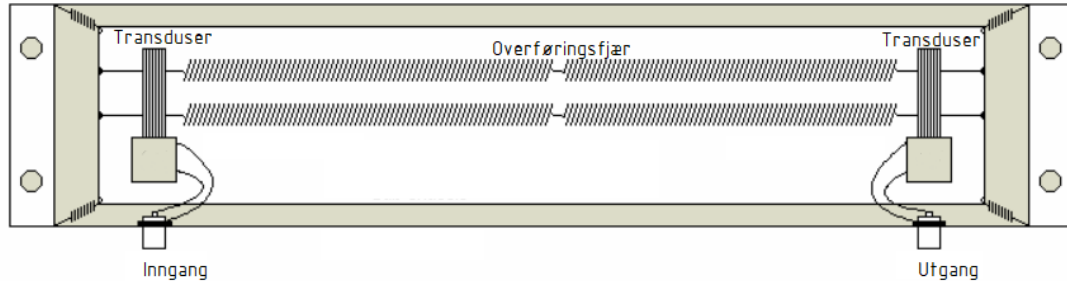 Transduser
Overføringsfjær
Transduser
Inngang
Utgang